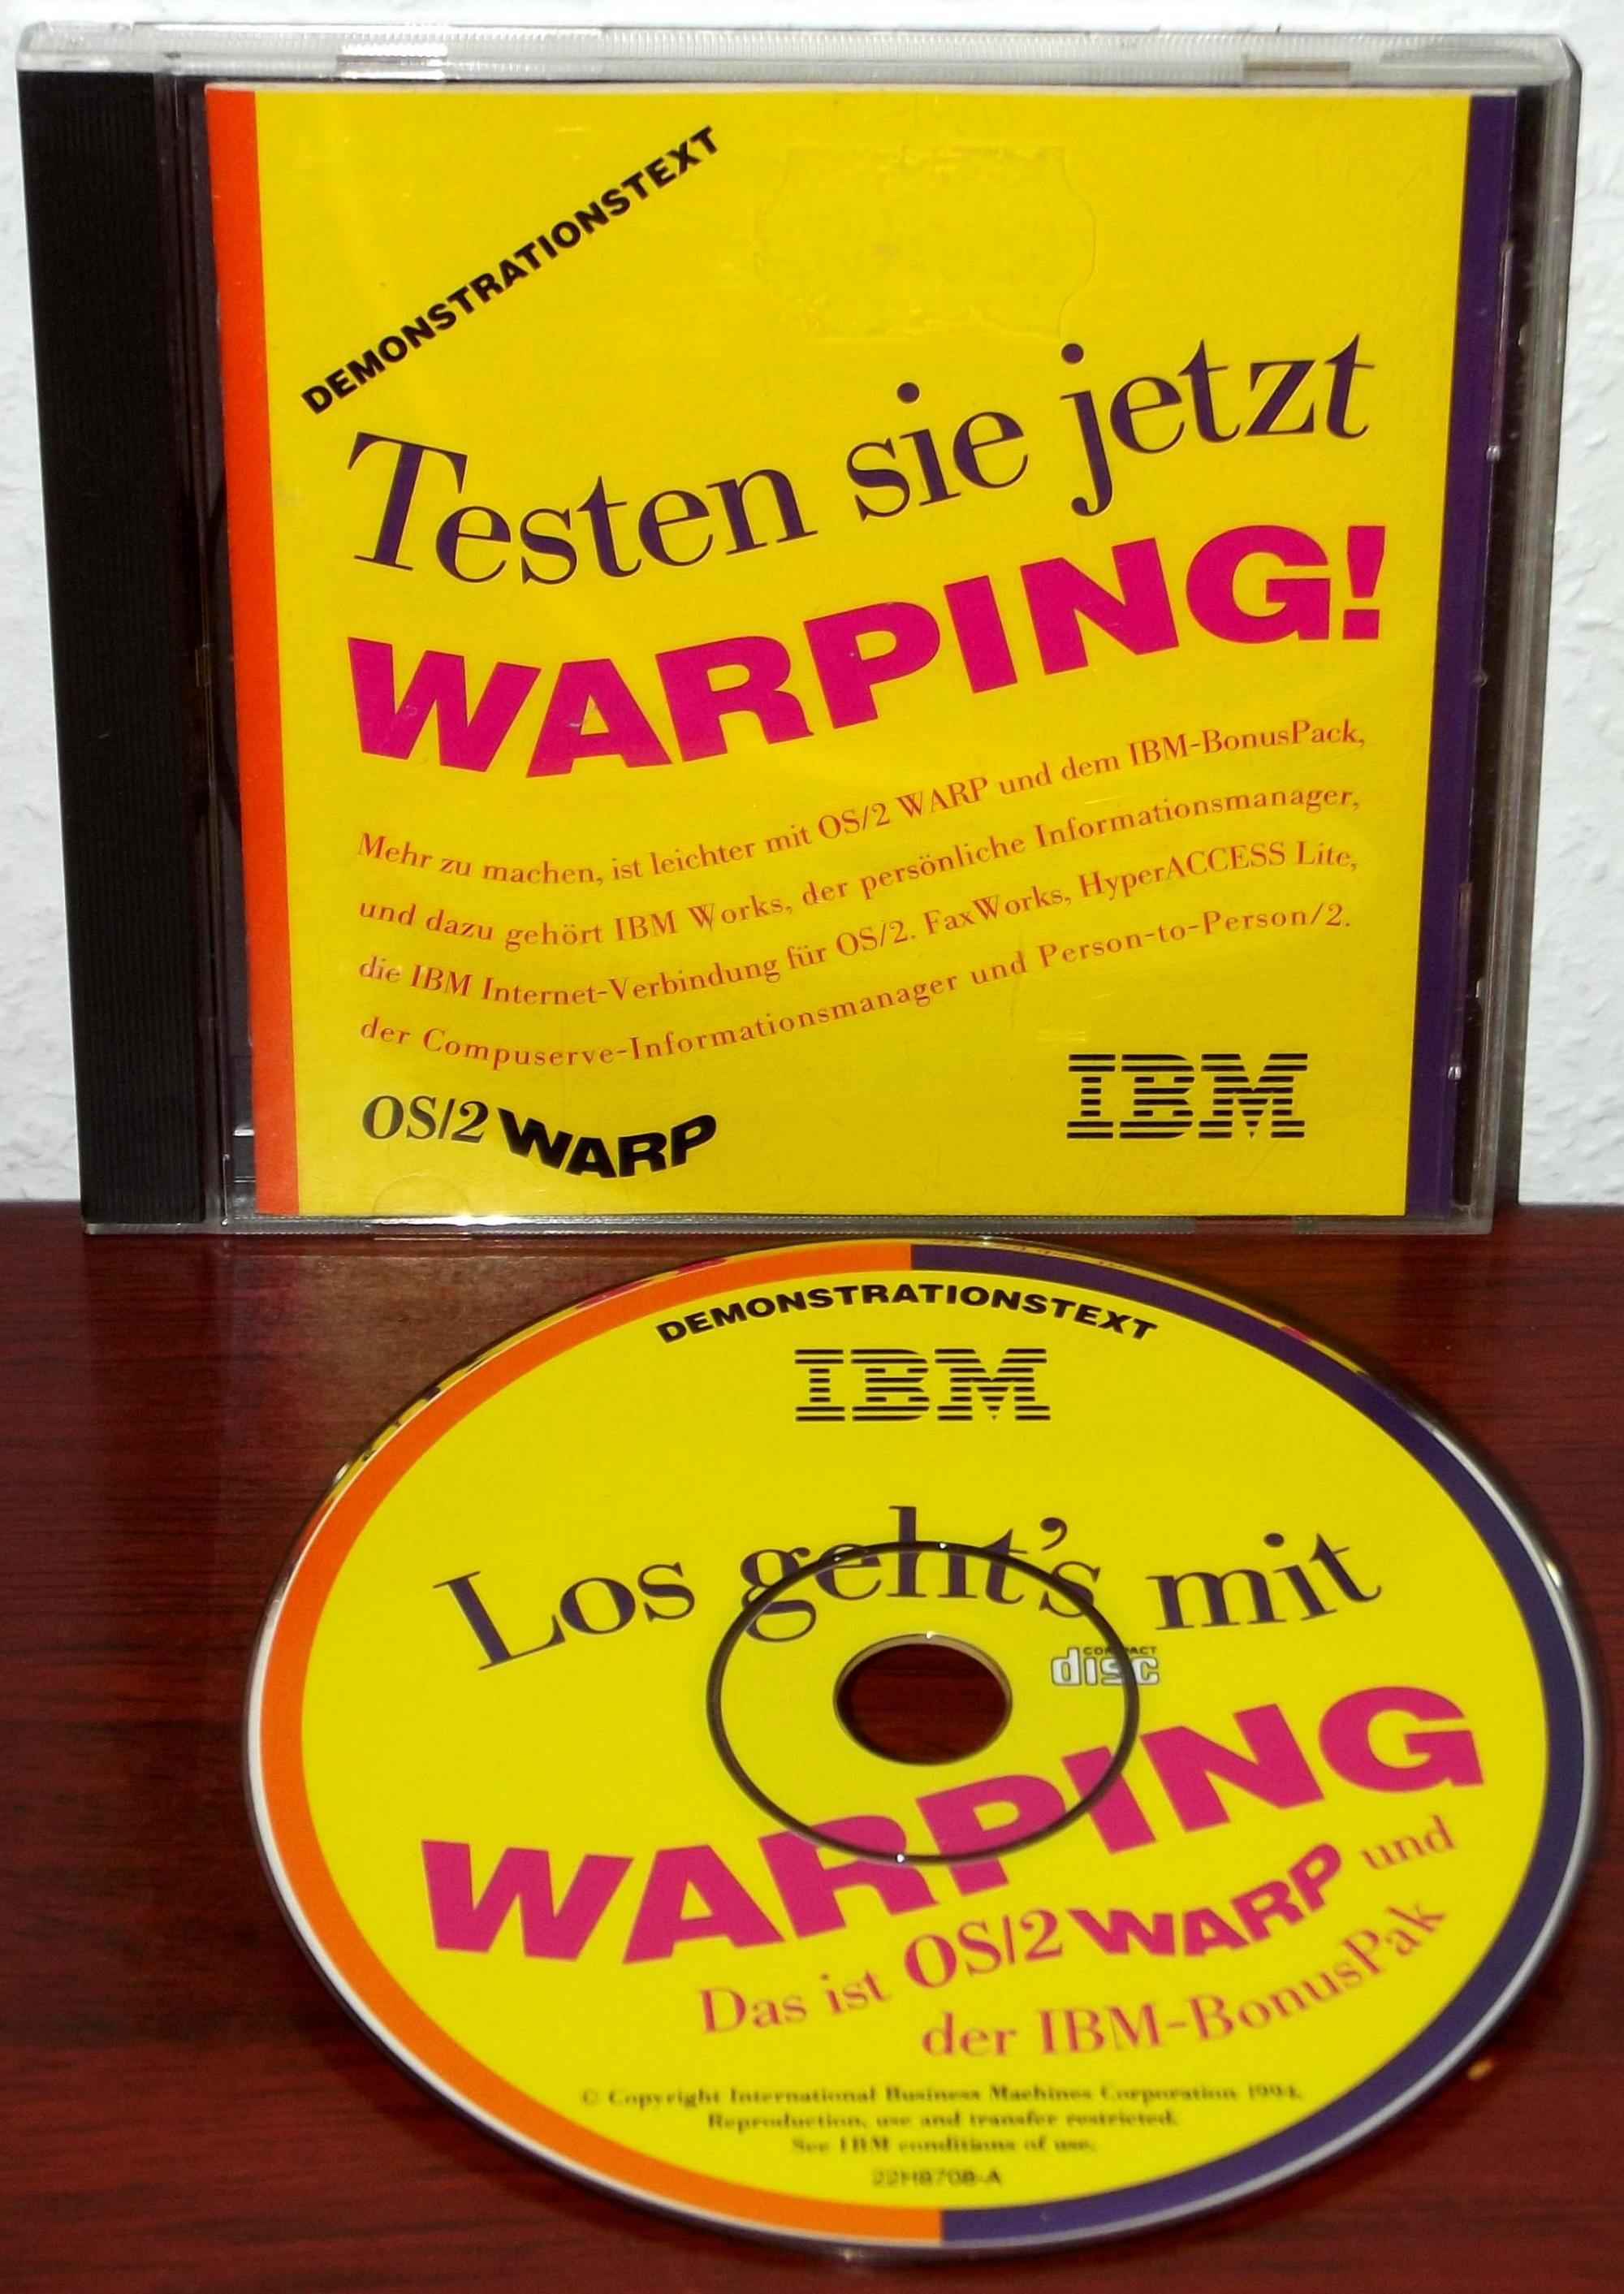 DEMONSTRATIONSTEXT
Testen sie jetzt
WARPING!
Mehr zu machen, ist leichter mit OS/2 WARP und dem IBM-BonusPack,
und dazu gehört IBM Works, der persönliche Informationsmanager,
die IBM Internet-Verbindung für OS/2. FaxWorks, HyperACCESS Lite,
der Compuserve-Informationsmanager und Person-to-Person/2.
OS/2 WARP
IBM
DEMONSTRATIONSTEXT
IBM
Los geht's mit
COMPACT
disc
WARPING
Das ist OS/2 WARP und
der IBM-BonusPak
© Copyright International Business Machines Corporation 1994.
Reproduction, use and transfer restricted.
See IBM conditions of use.
22H8708-A